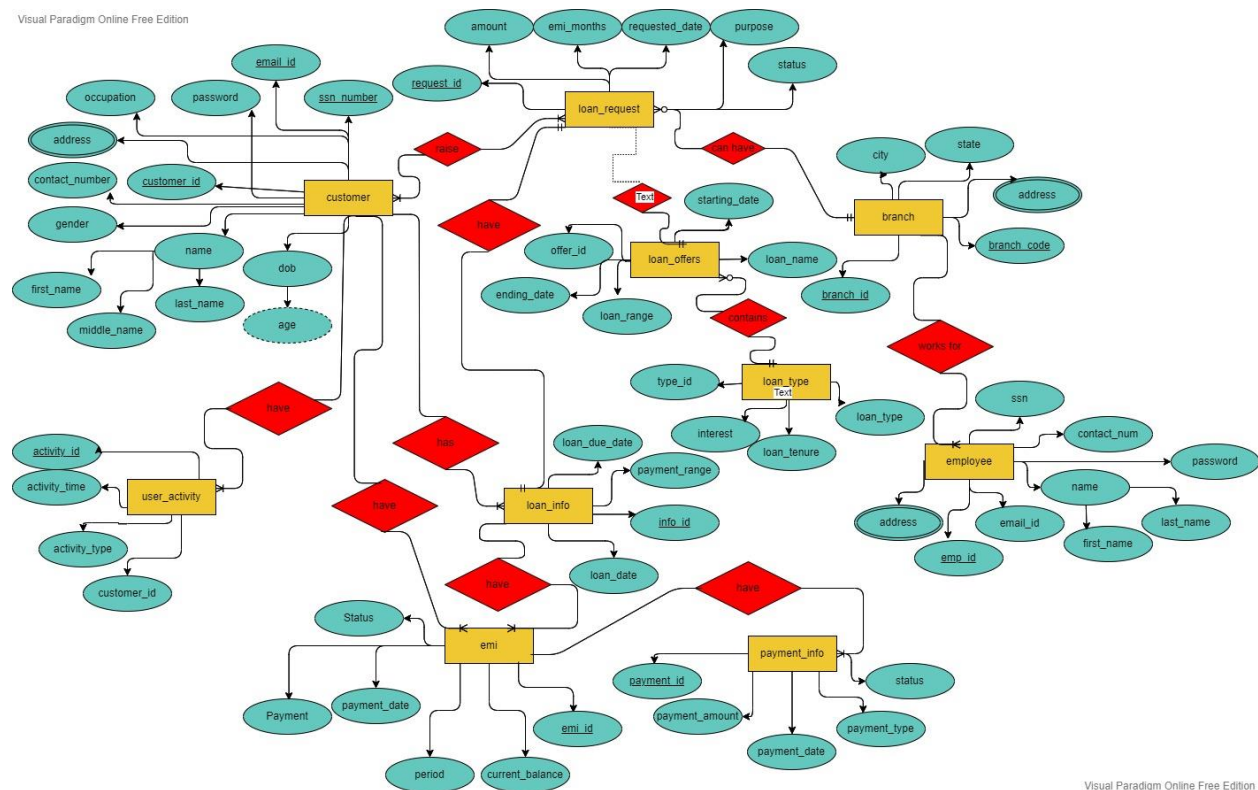 Visual Paradigm Online Free Edition
amount
emi_months
requested_date
purpose
email_id
request_id
status
occupation
password
ssn_number
loan_request
address
raise
can have
city
state
contact_number
customer_id
customer
Text
starting_date
address
gender
have
branch
name
dob
offer_id
loan_offers
loan_name
branch_code
first_name
last_name
ending_date
branch_id
middle_name
age
loan_range
contains
works for
type_id
loan_type
Text
loan_type
ssn
have
interest
loan_tenure
contact_num
activity_id
has
loan_due_date
employee
password
activity_time
user_activity
payment_range
name
have
loan_info
info_id
address
email_id
last_name
activity_type
emp_id
first_name
customer_id
have
loan_date
have
Status
emi
payment_info
payment_id
status
Payment
payment_date
emi_id
payment_amount
payment_type
period
current_balance
payment_date
Visual Paradigm Online Free Edition